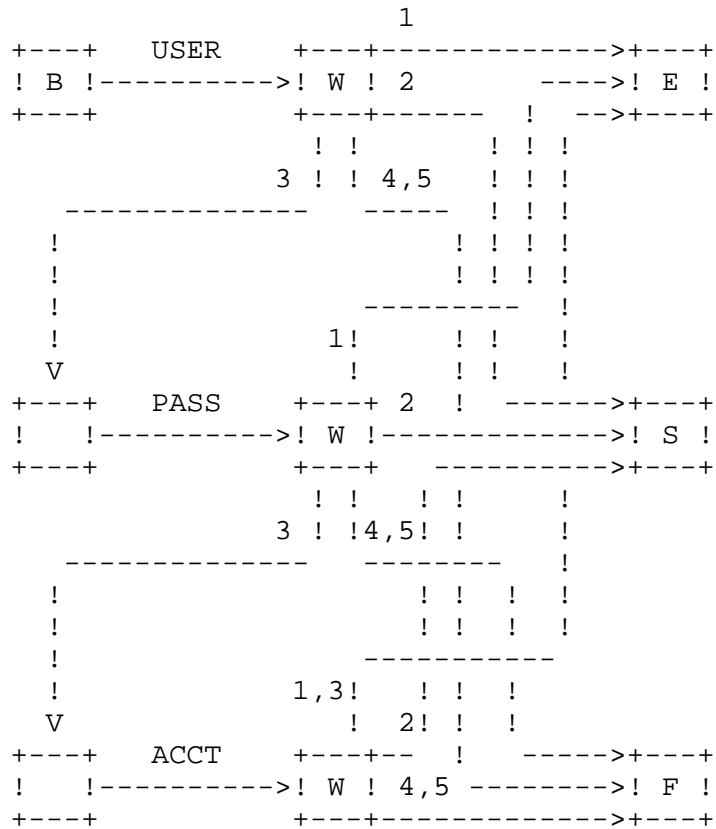 1
+---+ USER +---+------------->+---+
! B !---------->! W ! 2 ---->! E !
+---+ +---+------ ! -->+---+
! ! ! ! !
3 ! ! 4,5 ! ! !
-------------- ----- ! ! !
! ! ! ! !
! ! ! ! !
! --------- !
! 1! ! ! !
V ! ! ! !
+---+ PASS +---+ 2 ! ------>+---+
! !---------->! W !------------->! S !
+---+ +---+ ---------->+---+
! ! ! ! !
3 ! !4,5! ! !
-------------- -------- !
! ! ! ! !
! ! ! ! !
! -----------
! 1,3! ! ! !
V ! 2! ! !
+---+ ACCT +---+-- ! ----->+---+
! !---------->! W ! 4,5 -------->! F !
+---+ +---+------------->+---+